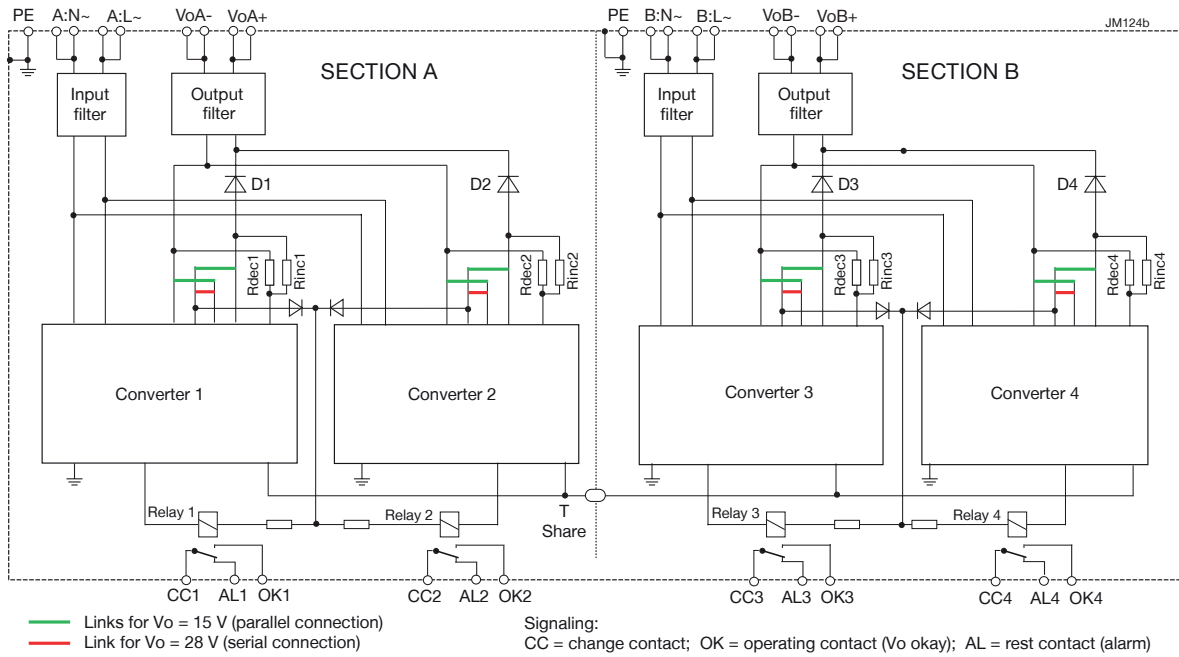 PE A:N~ A:L~ VoA- VoA+ PE B:N~ B:L~ VoB- VoB+
JM124b
SECTION A
SECTION B
Input filter
Output filter
Input filter
Output filter
D1
D2
D3
D4
Rdec1
Rinc1
Rdec2
Rinc2
Rdec3
Rinc3
Rdec4
Rinc4
Converter 1
Converter 2
Converter 3
Converter 4
Relay 1
Relay 2
T
Share
Relay 3
Relay 4
CC1 AL1 OK1 CC2 AL2 OK2 CC3 AL3 OK3 CC4 AL4 OK4
Links for Vo = 15 V (parallel connection)
Link for Vo = 28 V (serial connection)
Signaling:
CC = change contact; OK = operating contact (Vo okay); AL = rest contact (alarm)